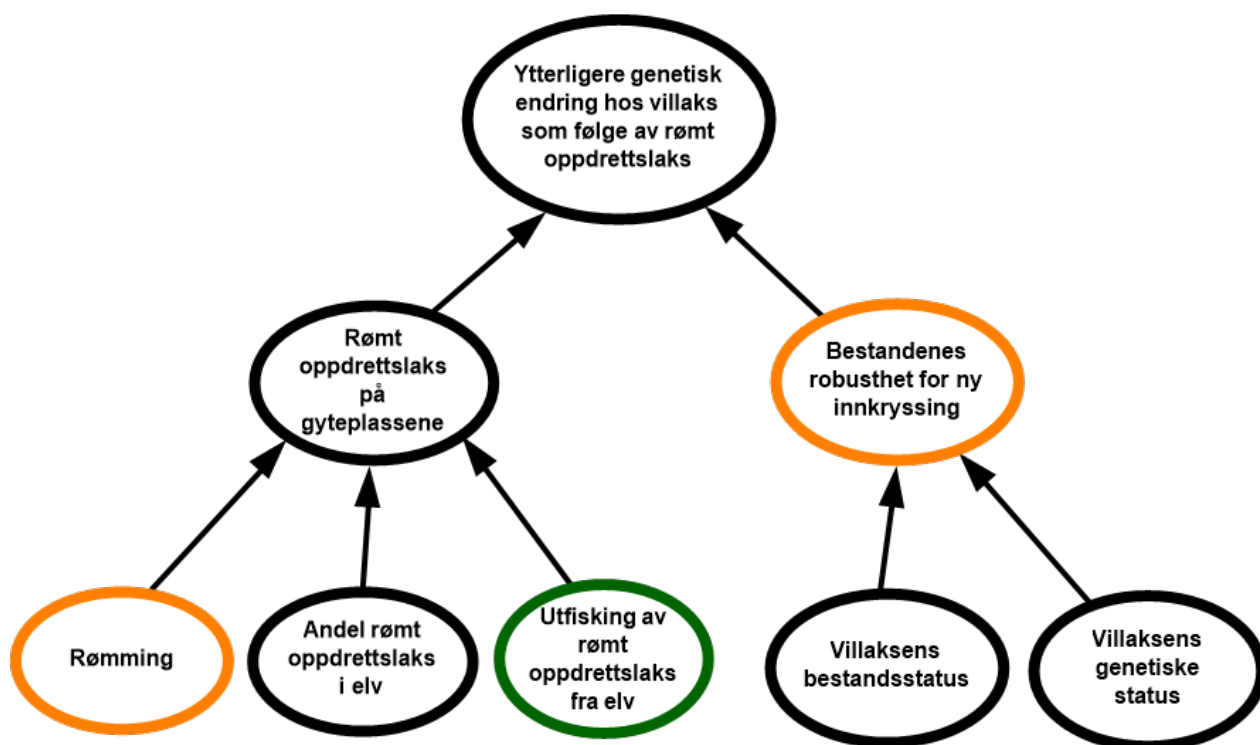 Ytterligere genetisk
endring hos villaks
som følge av rømt
oppdrettslaks
Rømt
oppdrettslaks
på
gyteplassene
Bestandenes
robusthet for ny
innkryssing
Rømming
Andel rømt
oppdrettslaks
i elv
Utfisking av
rømt
oppdrettslaks
fra elv
Villaksens
bestandsstatus
Villaksens
genetiske
status